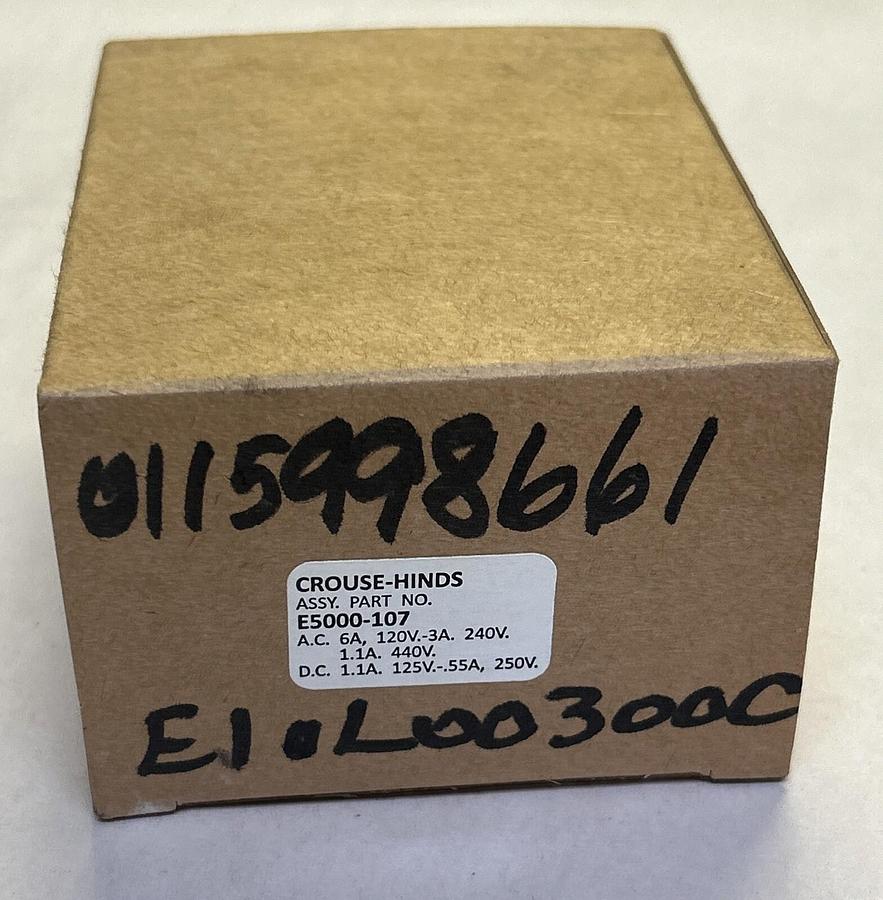 0115998661
CROUSE-HINDS
ASSY. PART NO.
E5000-107
A.C. 6A, 120V.-3A. 240V.
1.1A. 440V.
D.C. 1.1A. 125V.-.55A, 250V.
E10L00300C